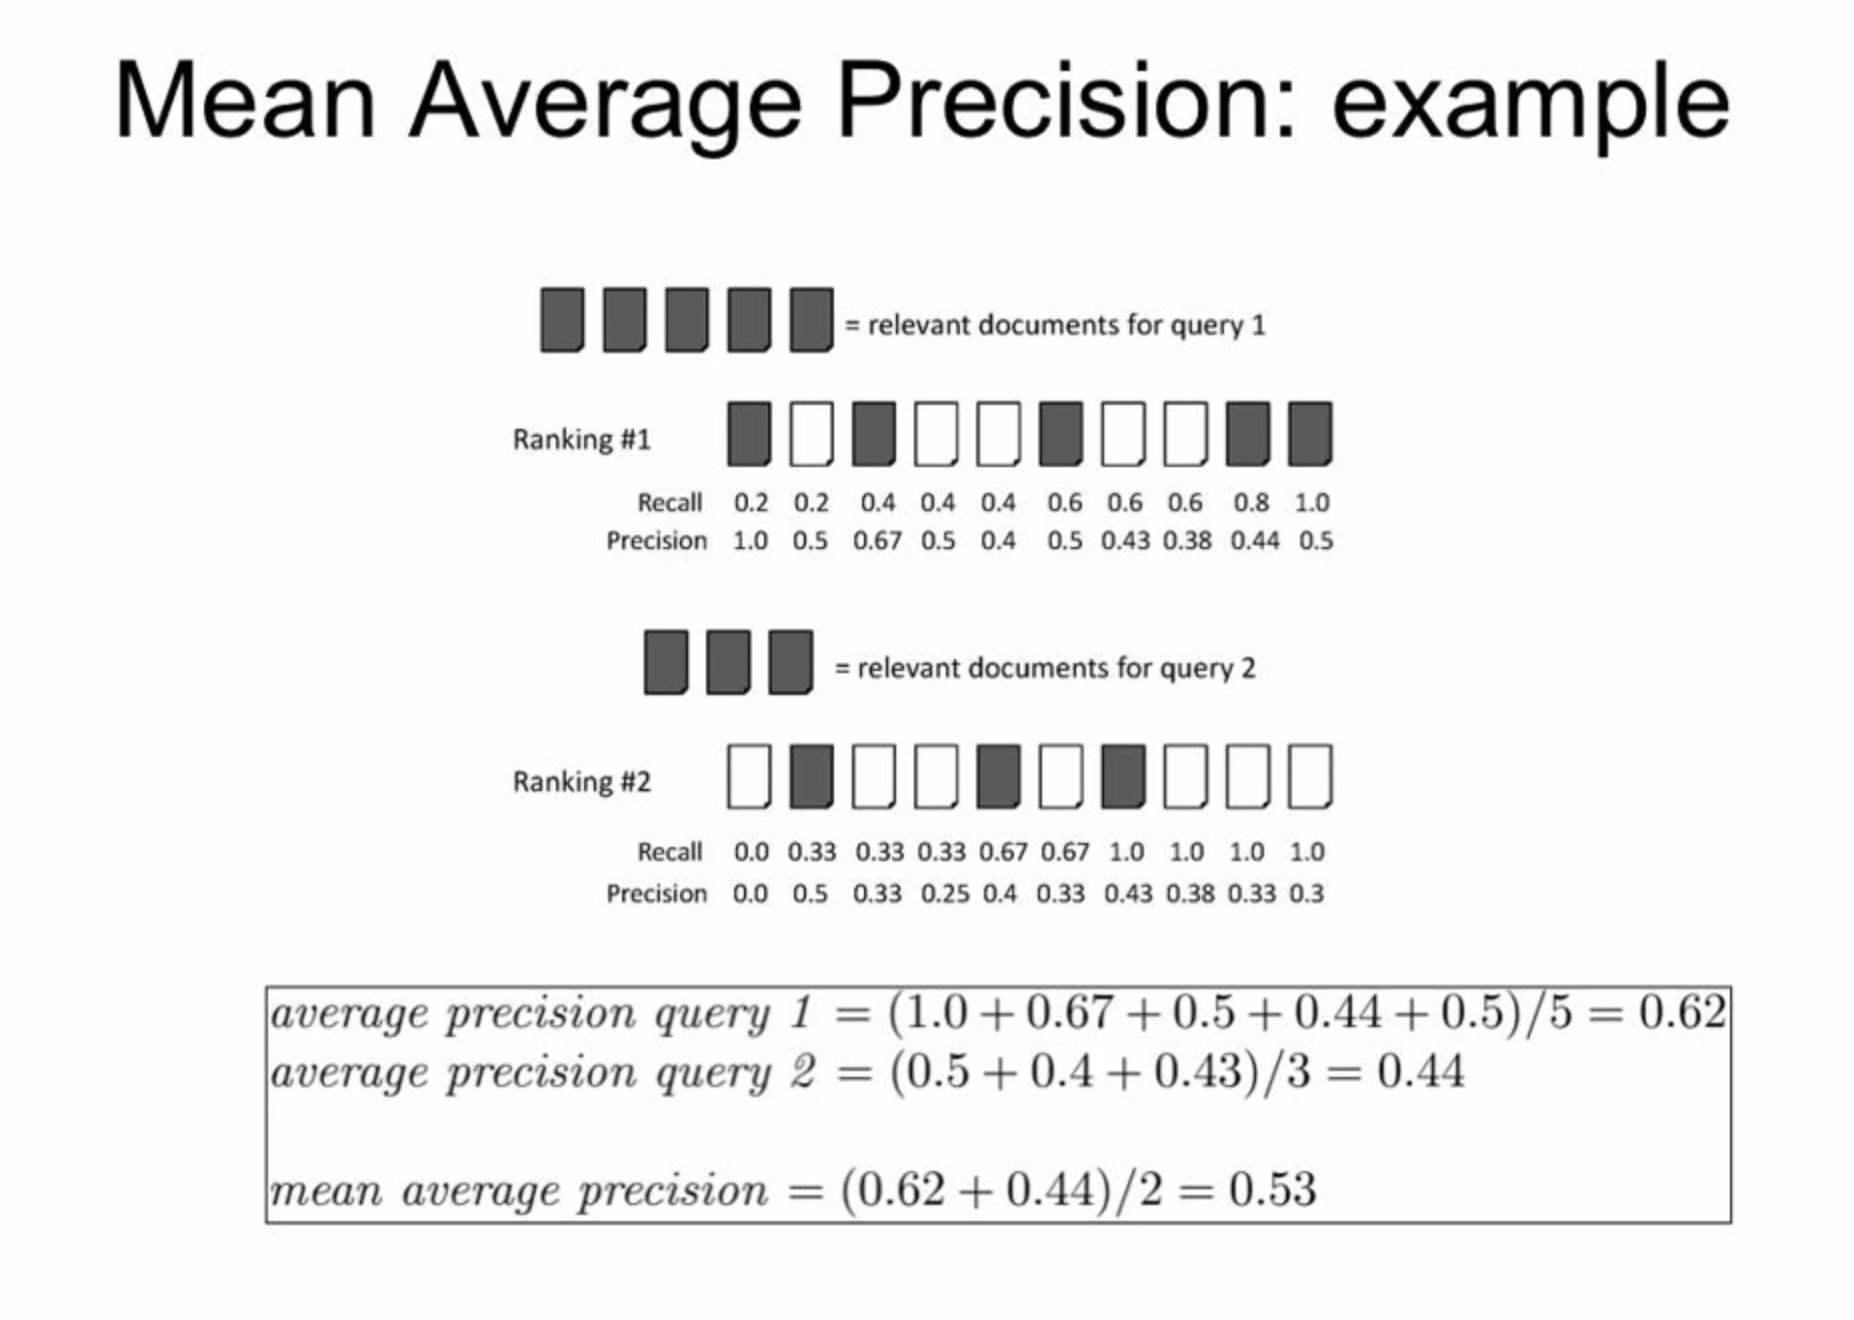 Mean Average Precision: example
= relevant documents for query 1
Ranking #1
Recall 0.2 0.2 0.4 0.4 0.4 0.6 0.6 0.6 0.8 1.0
Precision 1.0 0.5 0.67 0.5 0.4 0.5 0.43 0.38 0.44 0.5
= relevant documents for query 2
Ranking #2
Recall 0.0 0.33 0.33 0.33 0.67 0.67 1.0 1.0 1.0 1.0
Precision 0.0 0.5 0.33 0.25 0.4 0.33 0.43 0.38 0.33 0.3
average precision query 1 = (1.0 + 0.67 + 0.5 + 0.44 + 0.5)/5 = 0.62
average precision query 2 = (0.5 + 0.4 + 0.43)/3 = 0.44
mean average precision = (0.62 + 0.44)/2 = 0.53